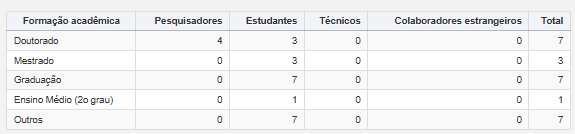 Formação acadêmica Pesquisadores Estudantes Técnicos Colaboradores estrangeiros Total
Doutorado 4 3 0 0 7
Mestrado 0 3 0 0 3
Graduação 0 7 0 0 7
Ensino Médio (2o grau) 0 1 0 0 1
Outros 0 7 0 0 7